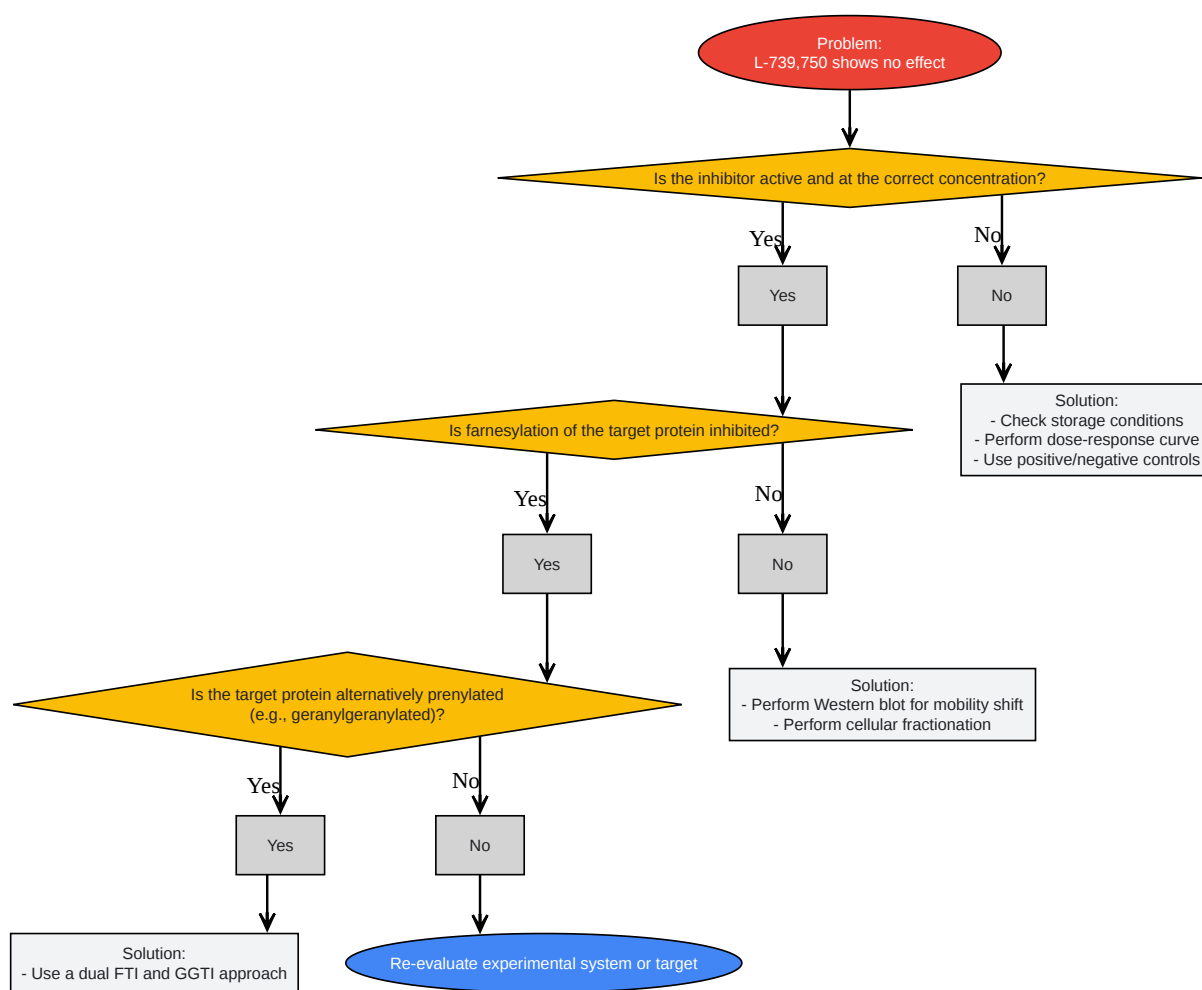 Problem:
L-739,750 shows no effect
Is the inhibitor active and at the correct concentration?
Yes
No
Yes
No
Solution:
- Check storage conditions
- Perform dose-response curve
- Use positive/negative controls
Is farnesylation of the target protein inhibited?
Yes
No
Yes
No
Solution:
- Perform Western blot for mobility shift
- Perform cellular fractionation
Is the target protein alternatively prenylated
(e.g., geranylgeranylated)?
Yes
No
Yes
No
Solution:
- Use a dual FTI and GGTI approach
Re-evaluate experimental system or target